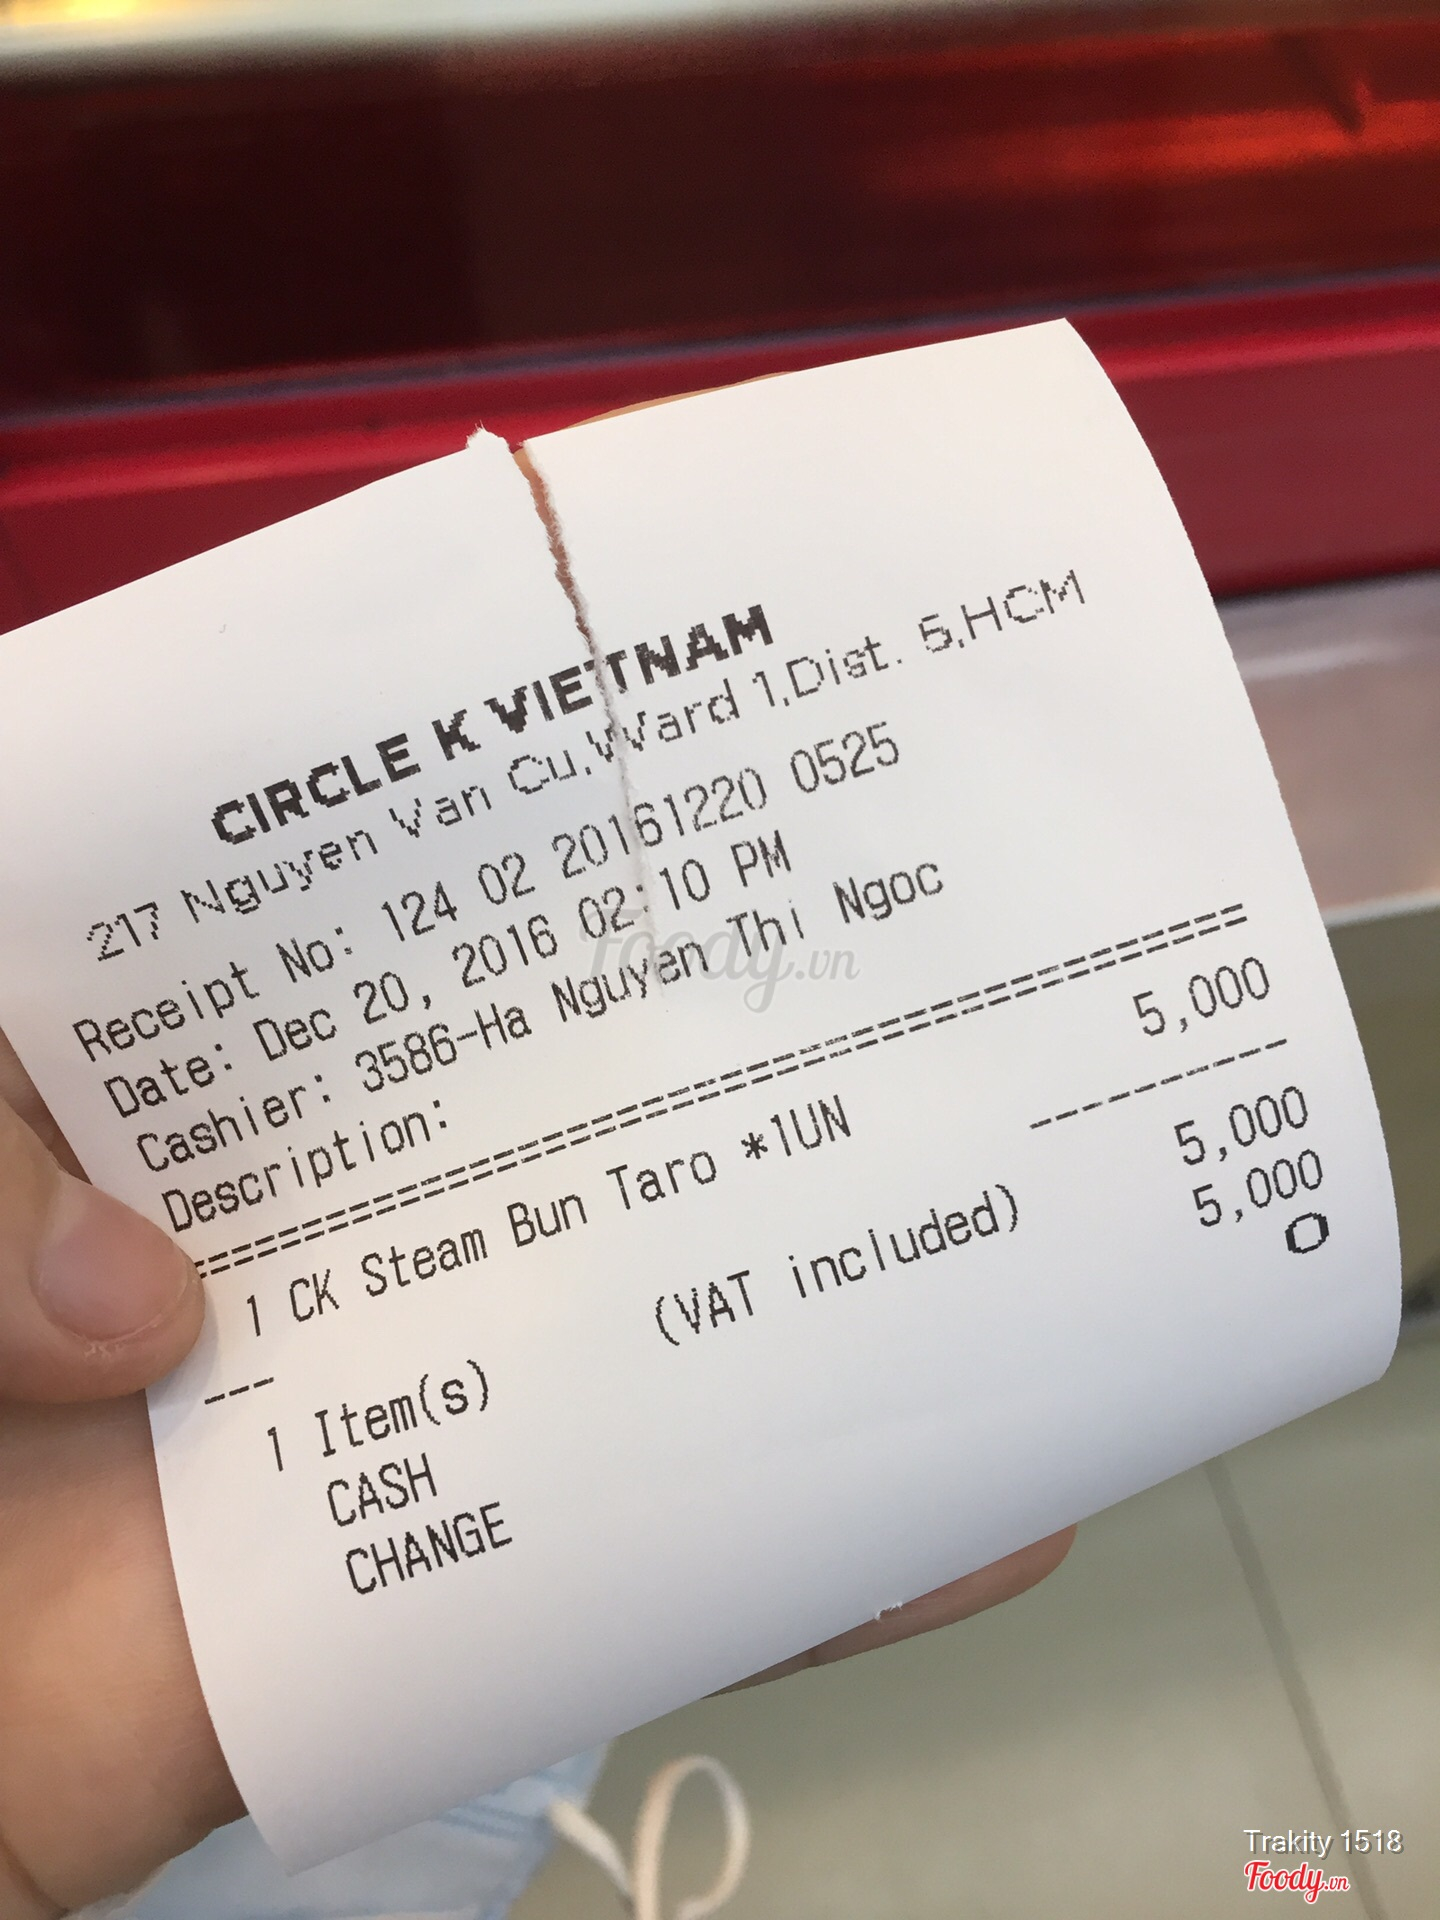 CIRCLE K VIETNAM
217 Nguyen Van Cu,Ward 1,Dist. 5,HCM
Receipt No: 124 02 20161220 0525
Date: Dec 20, 2016 02:10 PM
Cashier: 3586-Ha Nguyen Thi Ngoc
Description:
==================================
1 CK Steam Bun Taro *1UN 5,000
--- ----------
1 Item(s) (VAT included) 5,000
CASH 5,000
CHANGE 0
Foody.vn
Trakity 1518
Foody.vn